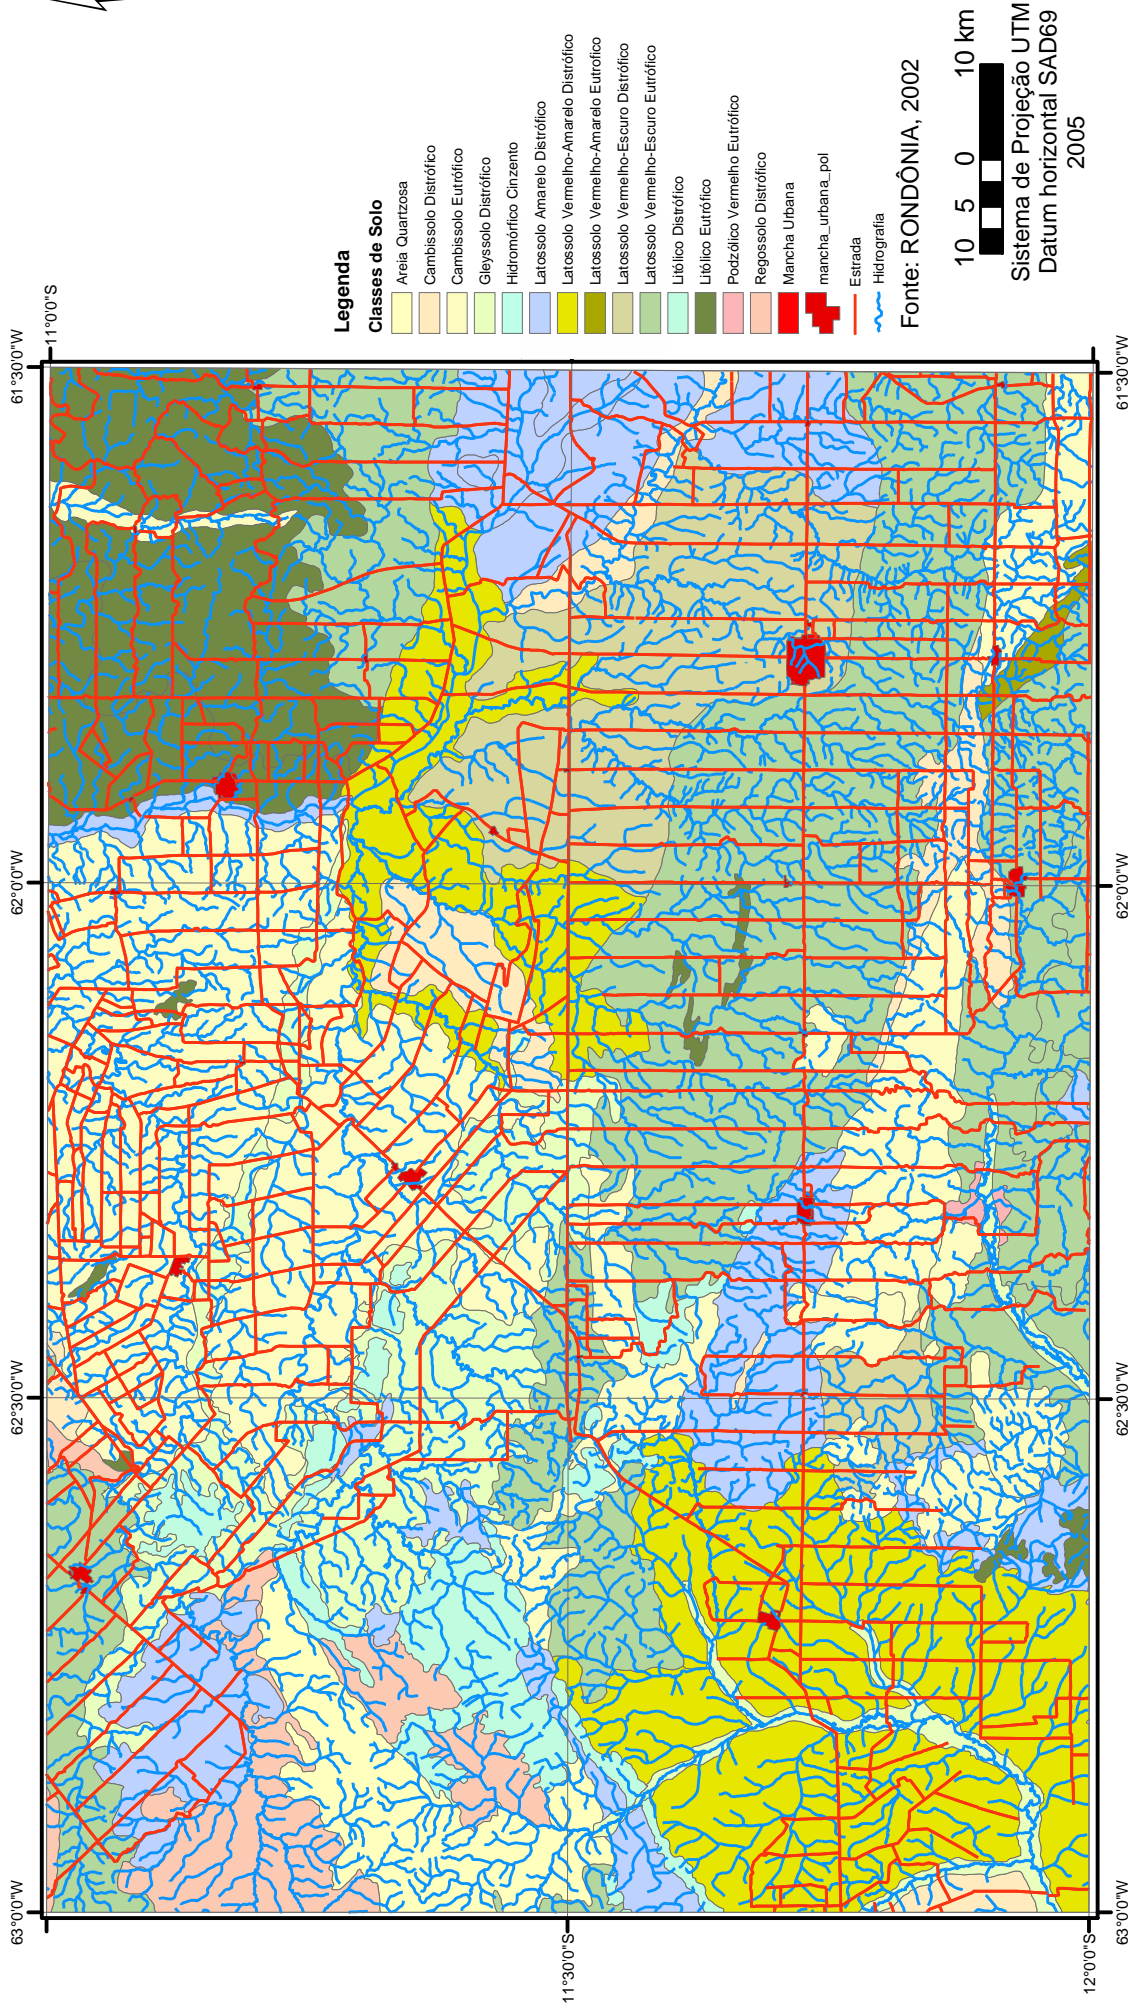 Legenda
Classes de Solo
Areia Quartzosa
Cambissolo Distrófico
Cambissolo Eutrófico
Gleyssolo Distrófico
Hidromórfico Cinzento
Latossolo Amarelo Distrófico
Latossolo Vermelho-Amarelo Distrófico
Latossolo Vermelho-Amarelo Eutrofico
Latossolo Vermelho-Escuro Distrófico
Latossolo Vermelho-Escuro Eutrófico
Litólico Distrófico
Litólico Eutrófico
Podzólico Vermelho Eutrófico
Regossolo Distrófico
Mancha Urbana
mancha_urbana_pol
Estrada
Hidrografia
Fonte: RONDÔNIA, 2002
10 5 0 10 km
Sistema de Projeção UTM
Datum horizontal SAD69
2005
63°0'0"W 62°30'0"W 62°0'0"W 61°30'0"W
11°0'0"S
11°30'0"S
12°0'0"S
63°0'0"W 62°30'0"W 62°0'0"W 61°30'0"W